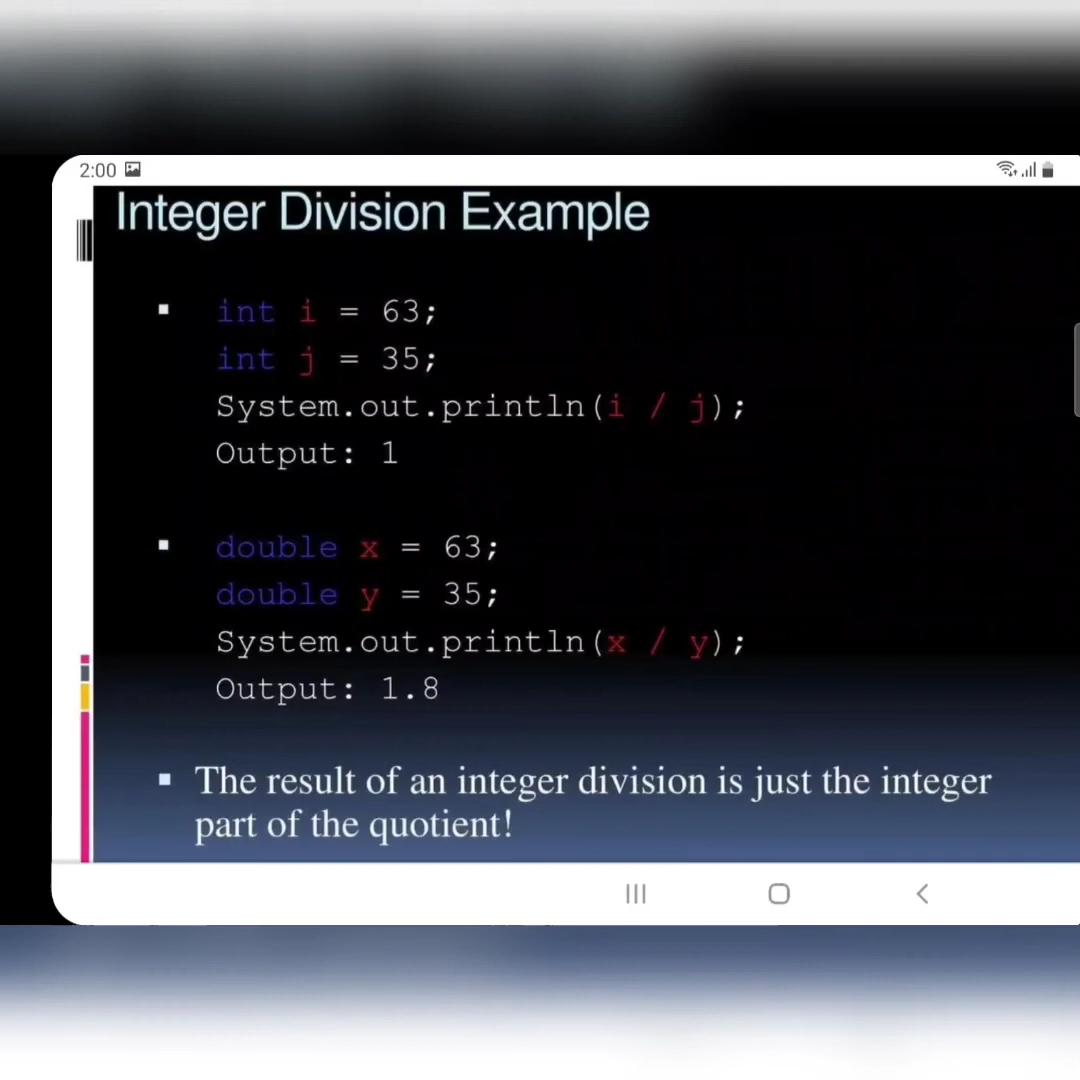 2:00
Integer Division Example
▪ int i = 63;
int j = 35;
System.out.println(i / j);
Output: 1
▪ double x = 63;
double y = 35;
System.out.println(x / y);
Output: 1.8
▪ The result of an integer division is just the integer
part of the quotient!